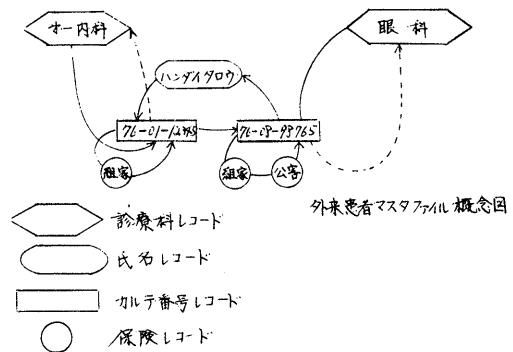 オ一内科
眼科
ハンダイタロウ
76-01-12345
76-08-98765
組家
組家
公害
外来患者マスタファイル概念図
診療科レコード
氏名レコード
カルテ番号レコード
保険レコード